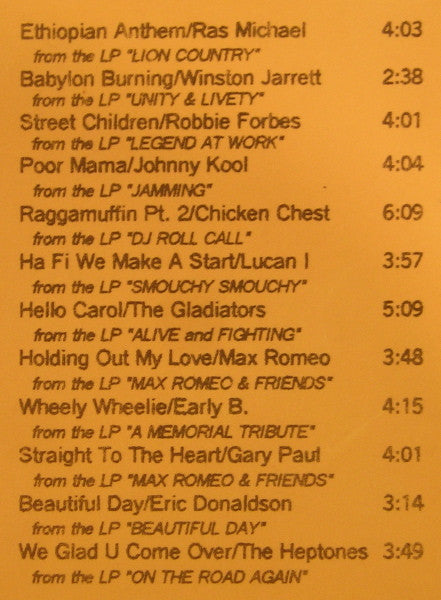 Ethiopian Anthem/Ras Michael 4:03
from the LP "LION COUNTRY"
Babylon Burning/Winston Jarrett 2:38
from the LP "UNITY & LIVETY"
Street Children/Robbie Forbes 4:01
from the LP "LEGEND AT WORK"
Poor Mama/Johnny Kool 4:04
from the LP "JAMMING"
Raggamuffin Pt. 2/Chicken Chest 6:09
from the LP "DJ ROLL CALL"
Ha Fi We Make A Start/Lucan I 3:57
from the LP "SMOUCHY SMOUCHY"
Hello Carol/The Gladiators 5:09
from the LP "ALIVE and FIGHTING"
Holding Out My Love/Max Romeo 3:48
from the LP "MAX ROMEO & FRIENDS"
Wheely Wheelie/Early B. 4:15
from the LP "A MEMORIAL TRIBUTE"
Straight To The Heart/Gary Paul 4:01
from the LP "MAX ROMEO & FRIENDS"
Beautiful Day/Eric Donaldson 3:14
from the LP "BEAUTIFUL DAY"
We Glad U Come Over/The Heptones 3:49
from the LP "ON THE ROAD AGAIN"